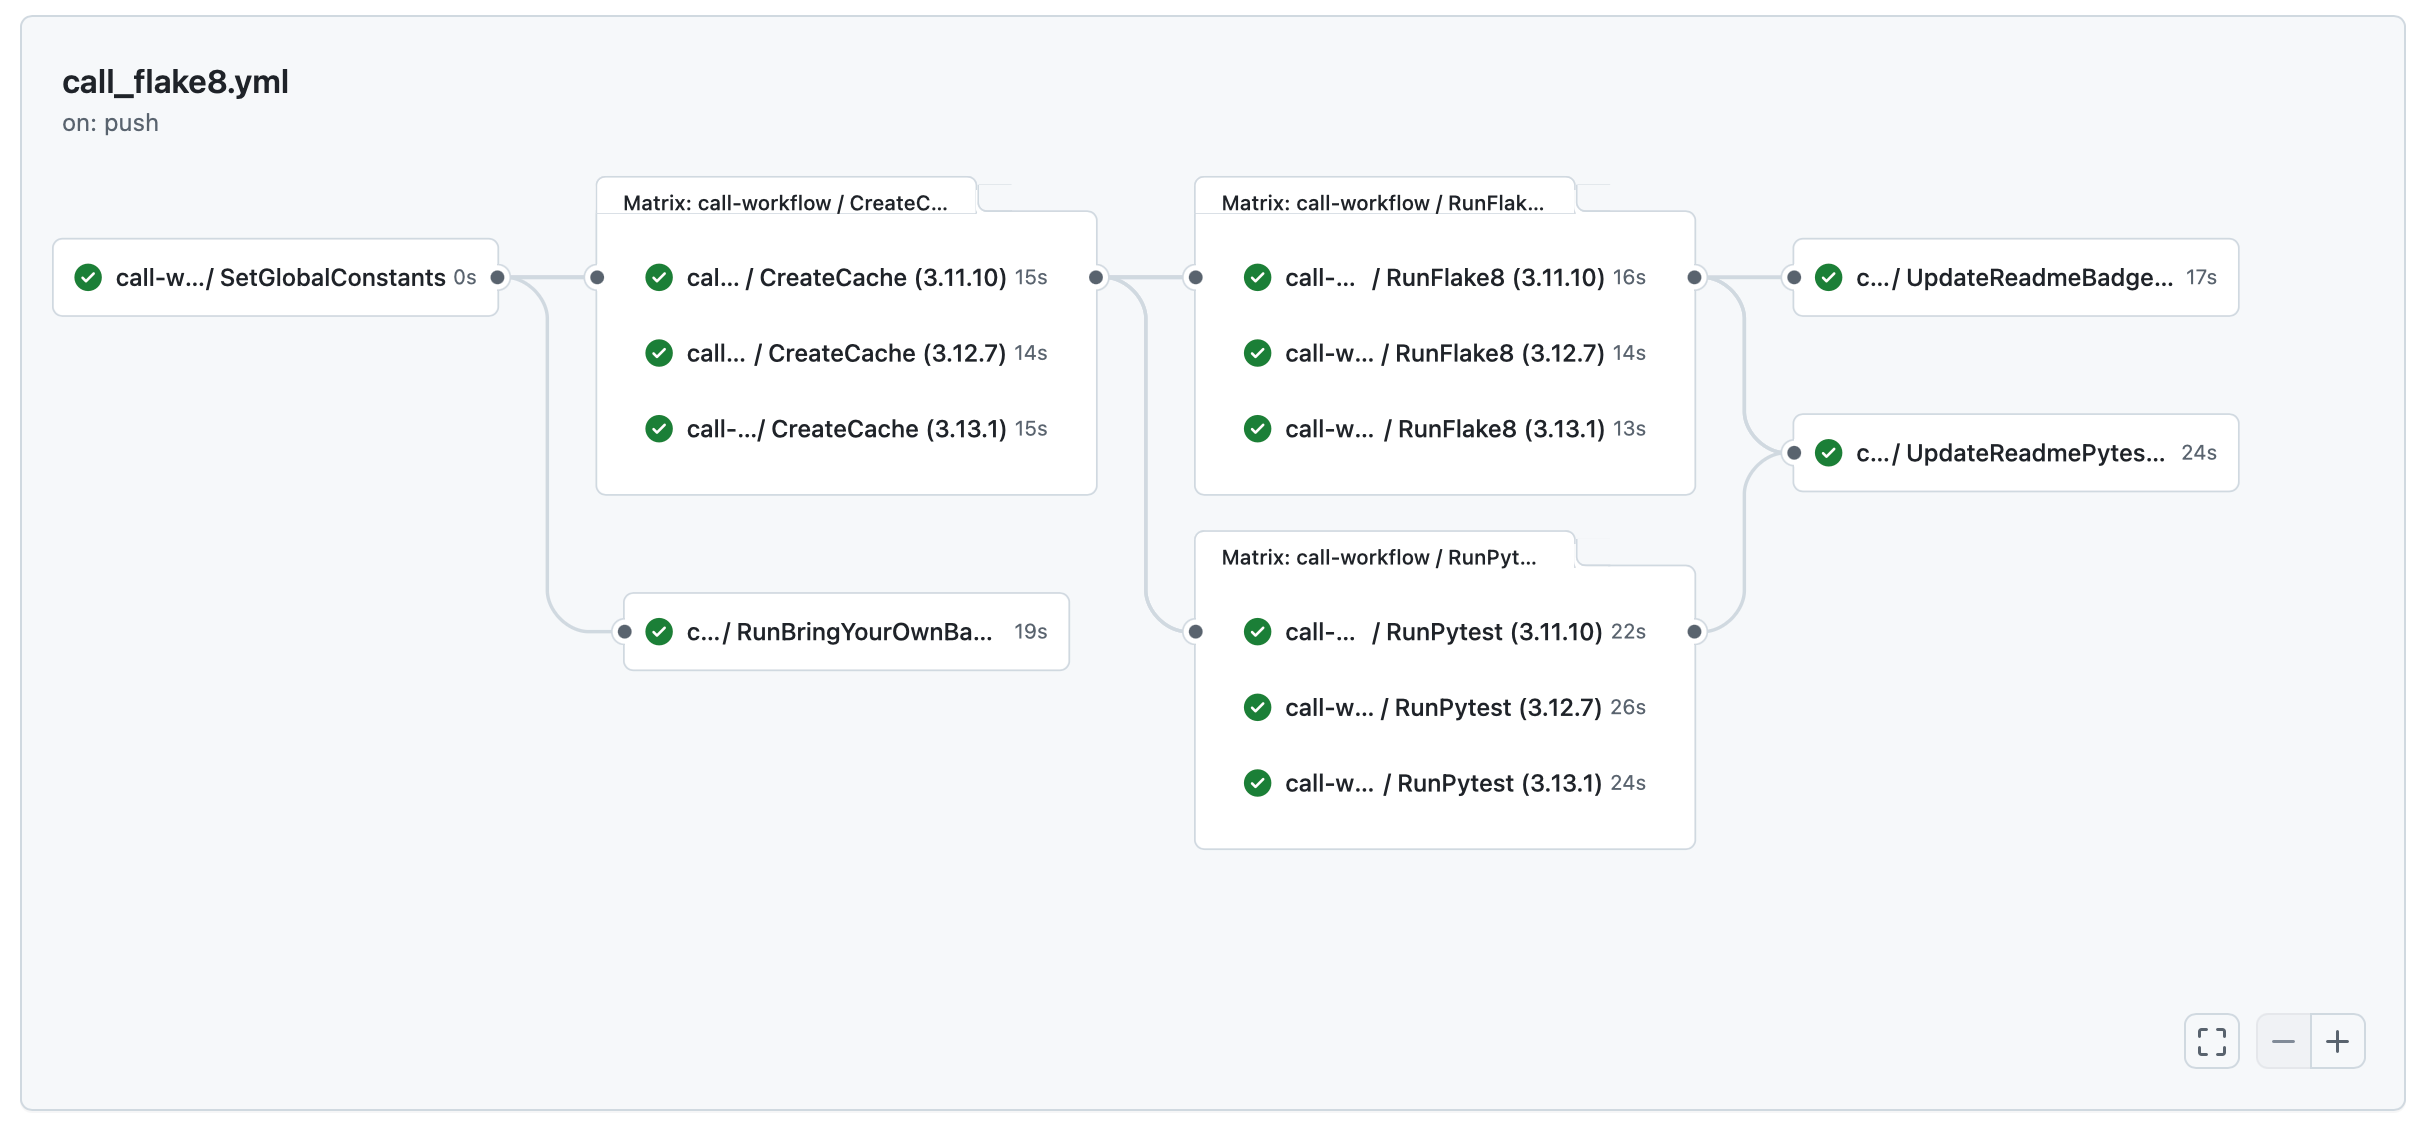 call_flake8.yml
on: push
call-w.../ SetGlobalConstants 0s
Matrix: call-workflow / CreateC...
cal... / CreateCache (3.11.10) 15s
call... / CreateCache (3.12.7) 14s
call-.../ CreateCache (3.13.1) 15s
c.../ RunBringYourOwnBa... 19s
Matrix: call-workflow / RunFlak...
call-... / RunFlake8 (3.11.10) 16s
call-w... / RunFlake8 (3.12.7) 14s
call-w... / RunFlake8 (3.13.1) 13s
Matrix: call-workflow / RunPyt...
call-... / RunPytest (3.11.10) 22s
call-w... / RunPytest (3.12.7) 26s
call-w... / RunPytest (3.13.1) 24s
c.../ UpdateReadmeBadge... 17s
c.../ UpdateReadmePytes... 24s